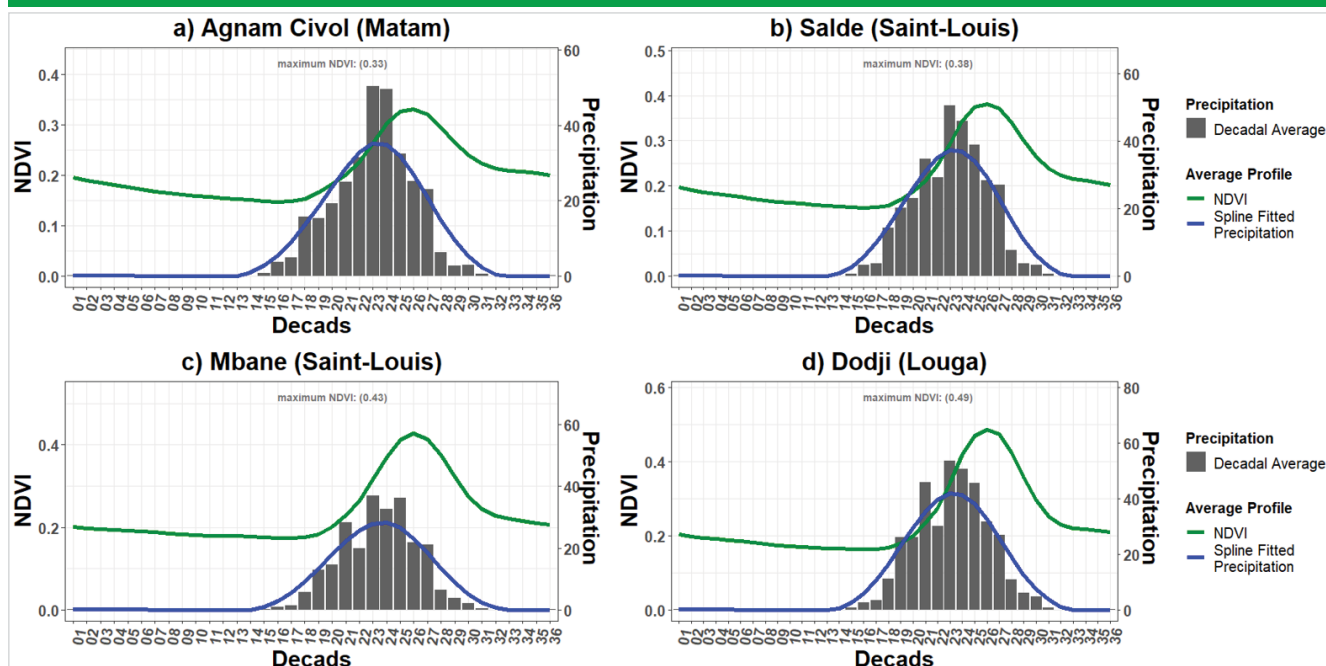 a) Agnam Civol (Matam)
maximum NDVI: (0.33)
0.4
0.3
0.2
0.1
0.0
NDVI
60
40
20
0
Precipitation
01 02 03 04 05 06 07 08 09 10 11 12 13 14 15 16 17 18 19 20 21 22 23 24 25 26 27 28 29 30 31 32 33 34 35 36
Decads
b) Salde (Saint-Louis)
maximum NDVI: (0.38)
0.5
0.4
0.3
0.2
0.1
0.0
NDVI
60
40
20
0
Precipitation
01 02 03 04 05 06 07 08 09 10 11 12 13 14 15 16 17 18 19 20 21 22 23 24 25 26 27 28 29 30 31 32 33 34 35 36
Decads
Precipitation
Decadal Average
Average Profile
NDVI
Spline Fitted
Precipitation
c) Mbane (Saint-Louis)
maximum NDVI: (0.43)
0.4
0.2
0.0
NDVI
60
40
20
0
Precipitation
01 02 03 04 05 06 07 08 09 10 11 12 13 14 15 16 17 18 19 20 21 22 23 24 25 26 27 28 29 30 31 32 33 34 35 36
Decads
d) Dodji (Louga)
maximum NDVI: (0.49)
0.6
0.4
0.2
0.0
NDVI
80
60
40
20
0
Precipitation
01 02 03 04 05 06 07 08 09 10 11 12 13 14 15 16 17 18 19 20 21 22 23 24 25 26 27 28 29 30 31 32 33 34 35 36
Decads
Precipitation
Decadal Average
Average Profile
NDVI
Spline Fitted
Precipitation